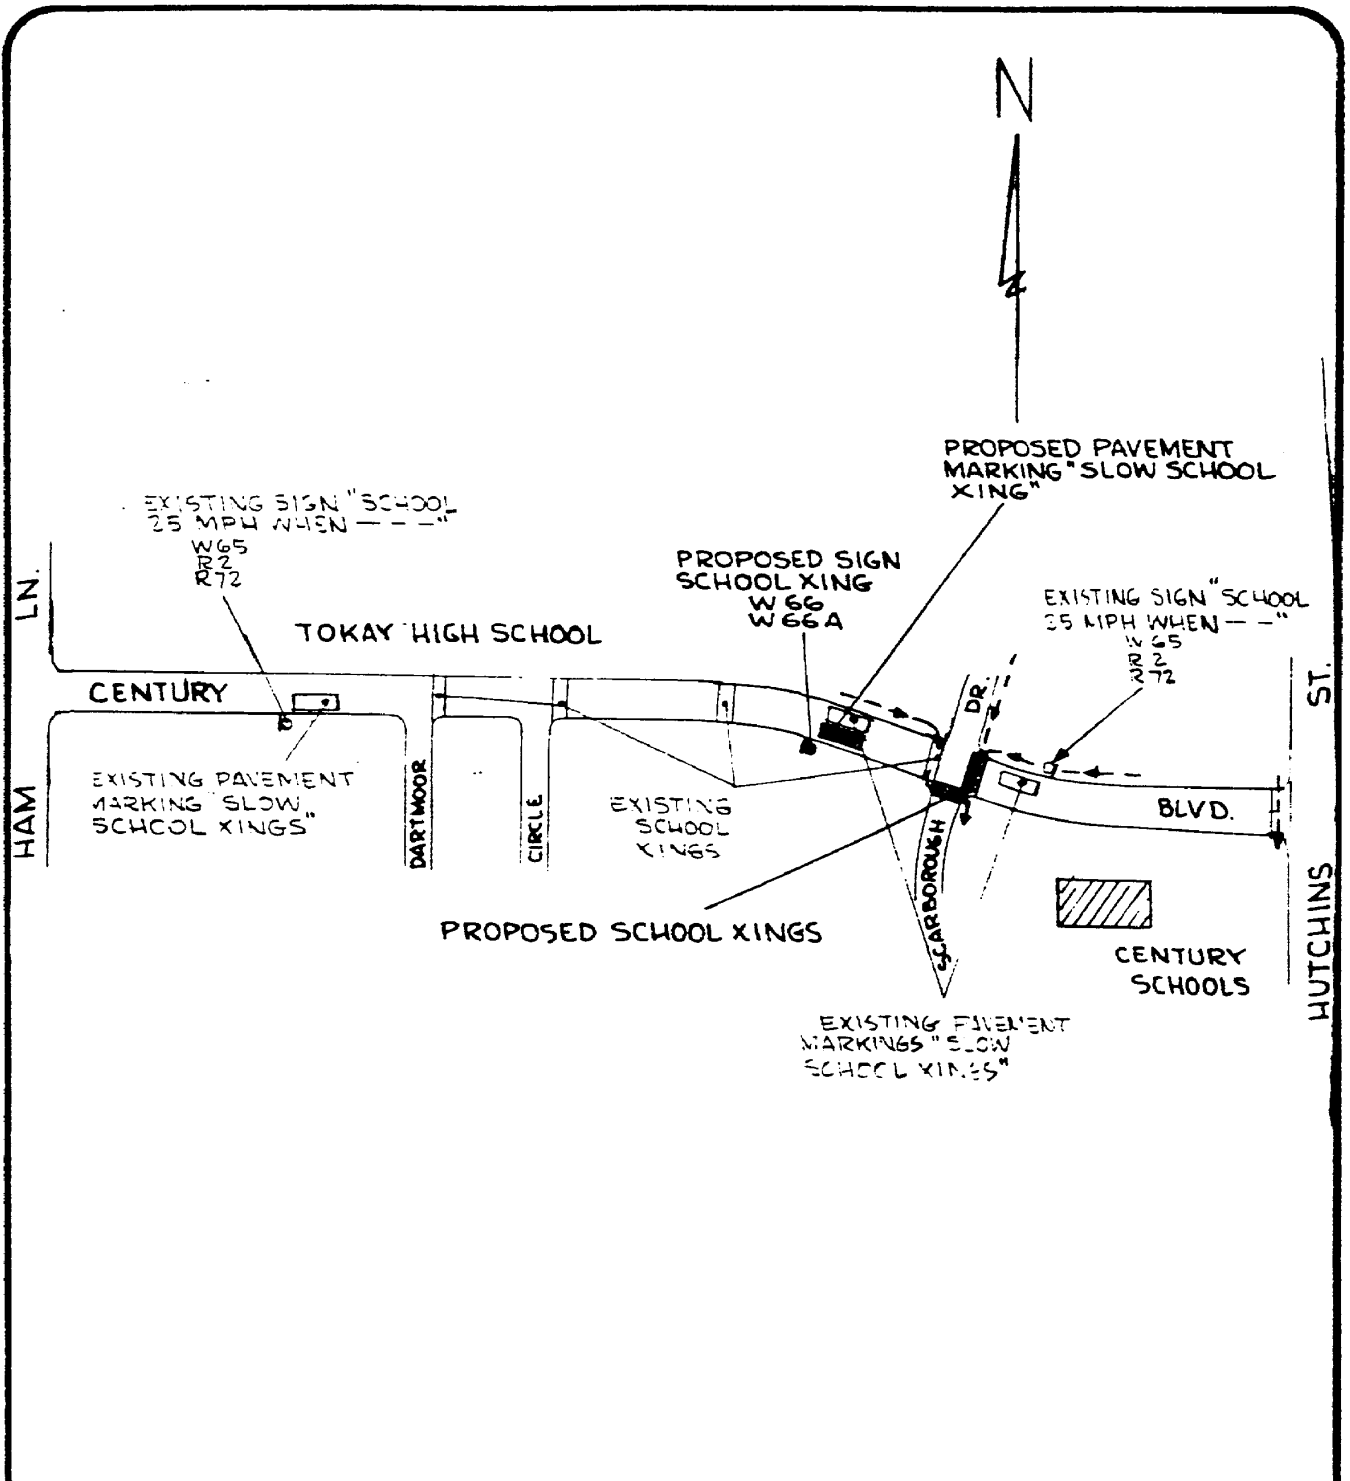 N
PROPOSED PAVEMENT
MARKING "SLOW SCHOOL
XING"
EXISTING SIGN "SCHOOL
25 MPH WHEN — — —"
W65
R2
R72
PROPOSED SIGN
SCHOOL XING
W66
W66A
EXISTING SIGN "SCHOOL
25 MPH WHEN — —"
W65
R2
R72
HAM LN.
TOKAY HIGH SCHOOL
CENTURY
DR.
HUTCHINS ST.
EXISTING PAVEMENT
MARKING "SLOW
SCHOOL XINGS"
DARTMOOR
CIRCLE
EXISTING
SCHOOL
XINGS
BLVD.
SCARBOROUGH
PROPOSED SCHOOL XINGS
CENTURY
SCHOOLS
EXISTING PAVEMENT
MARKINGS "SLOW
SCHOOL XINGS"